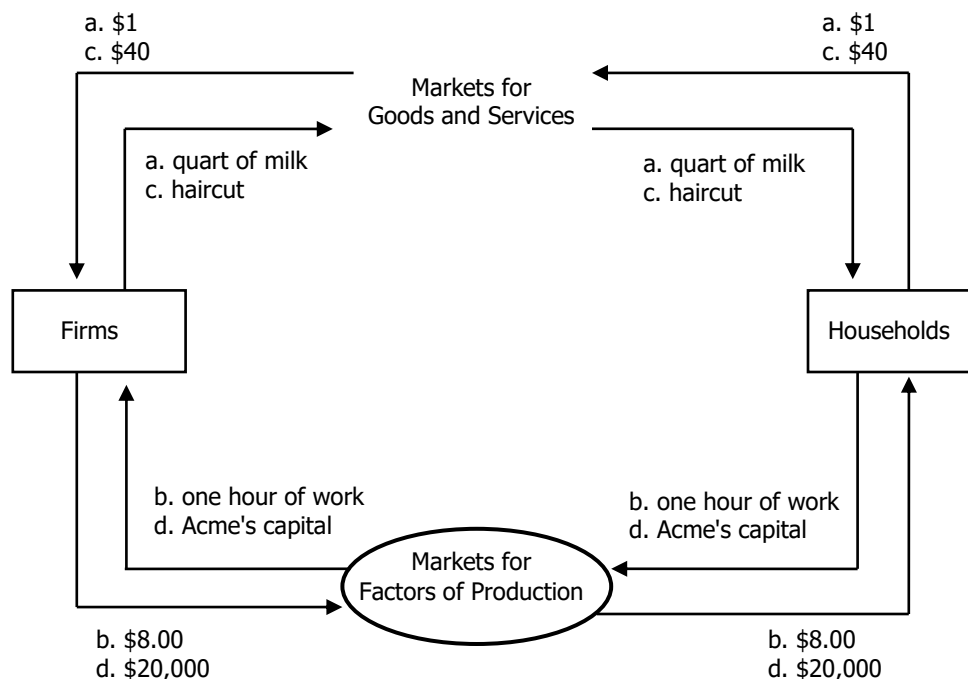 a. $1
c. $40
a. $1
c. $40
Markets for
Goods and Services
a. quart of milk
c. haircut
a. quart of milk
c. haircut
Firms
Households
b. one hour of work
d. Acme's capital
b. one hour of work
d. Acme's capital
Markets for
Factors of Production
b. $8.00
d. $20,000
b. $8.00
d. $20,000